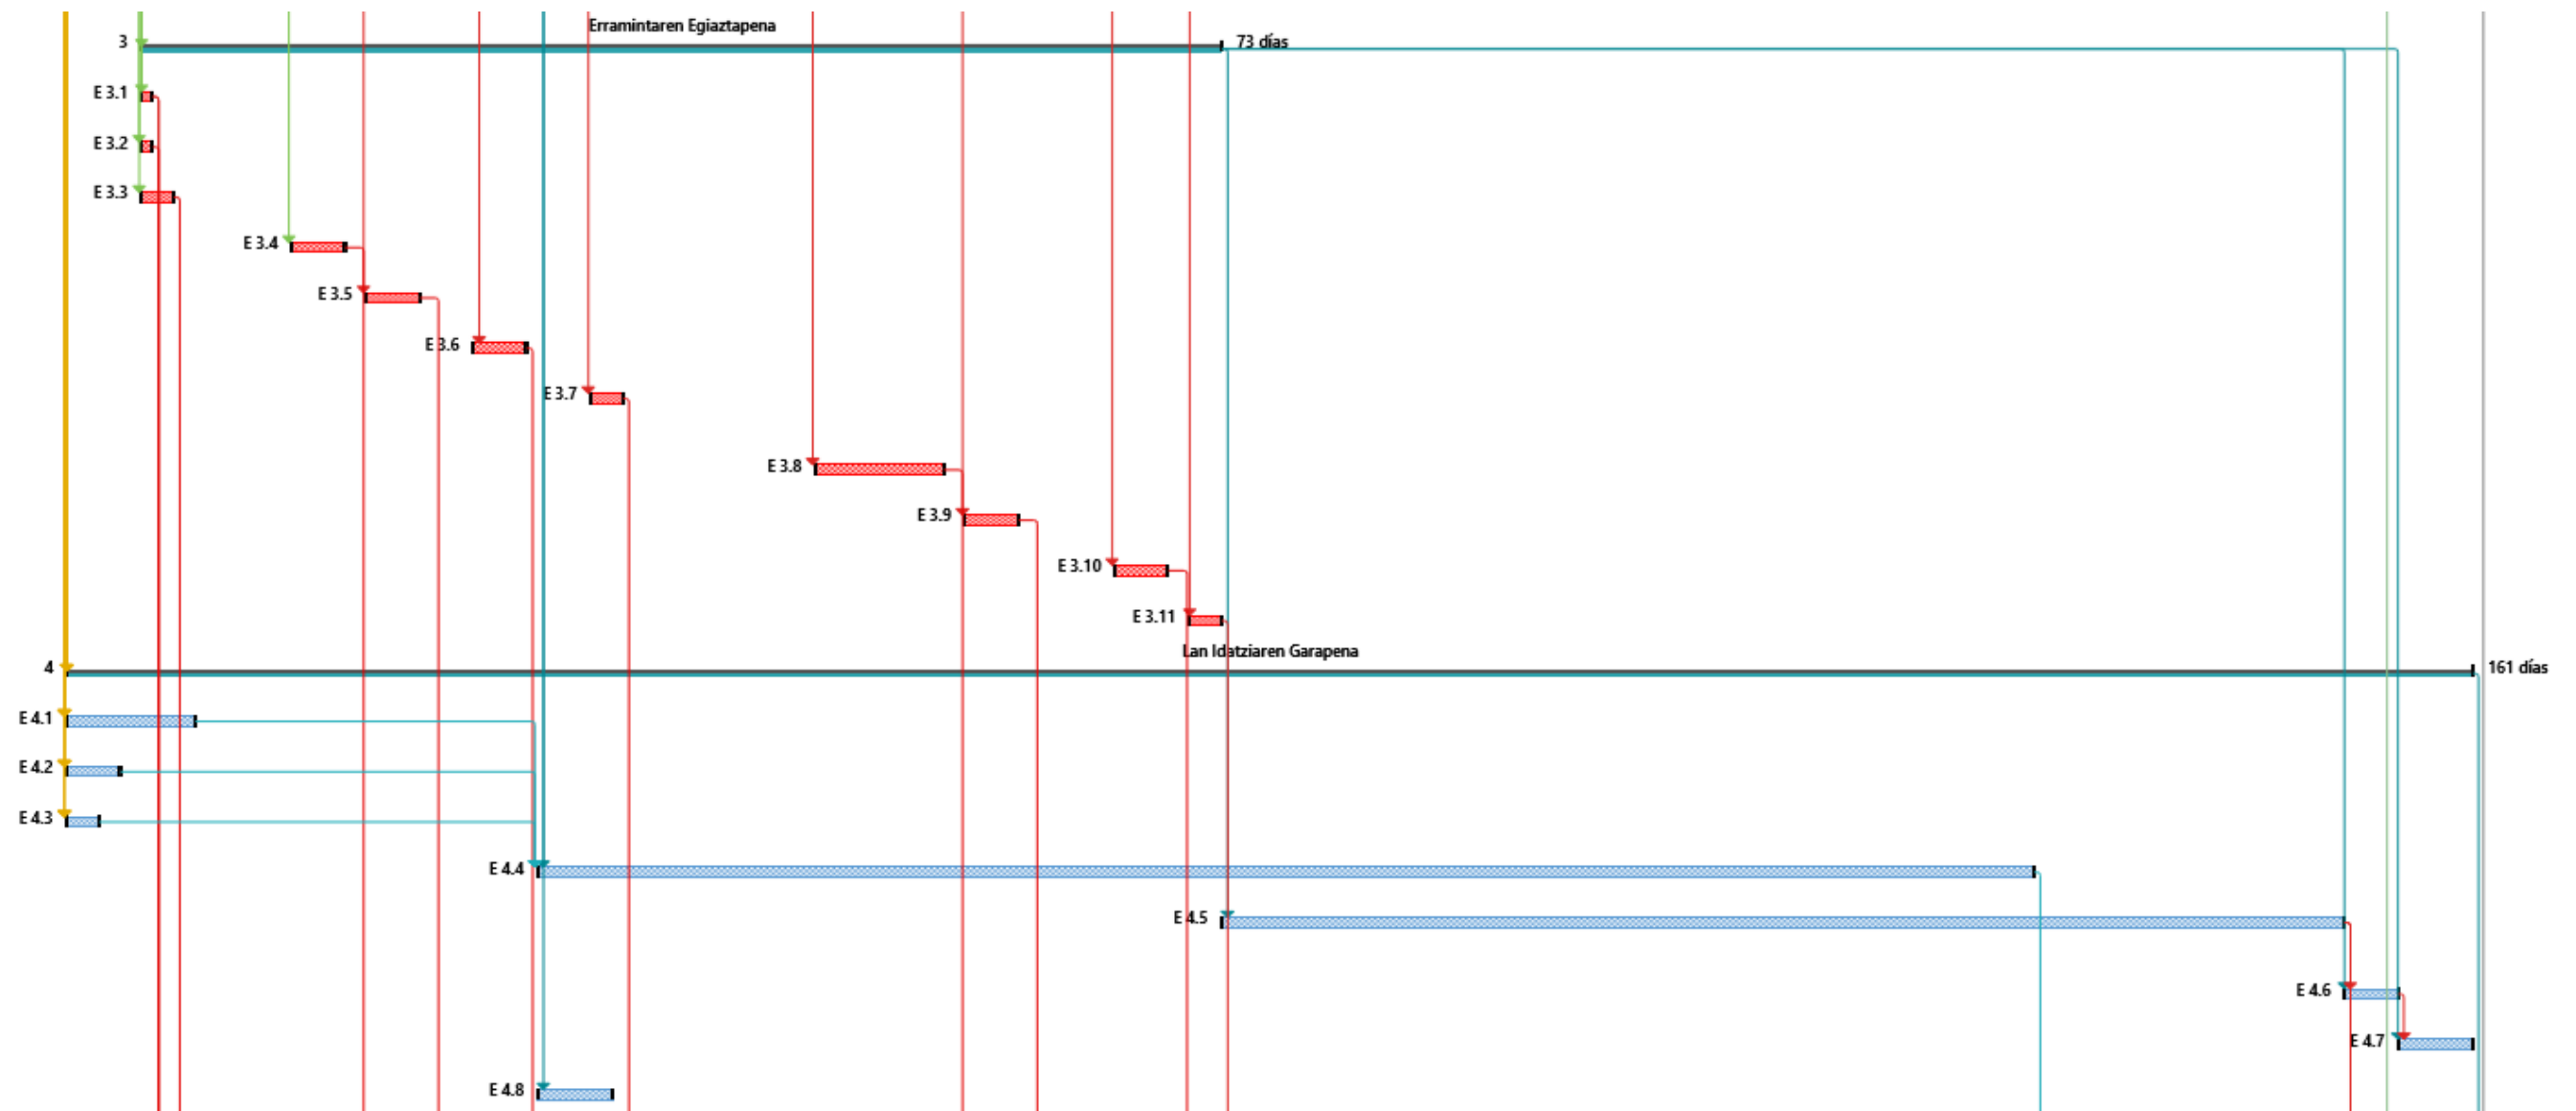 Erramintaren Egiaztapena
3
73 días
E 3.1
E 3.2
E 3.3
E 3.4
E 3.5
E 3.6
E 3.7
E 3.8
E 3.9
E 3.10
E 3.11
Lan Idatziaren Garapena
4
161 días
E 4.1
E 4.2
E 4.3
E 4.4
E 4.5
E 4.6
E 4.7
E 4.8